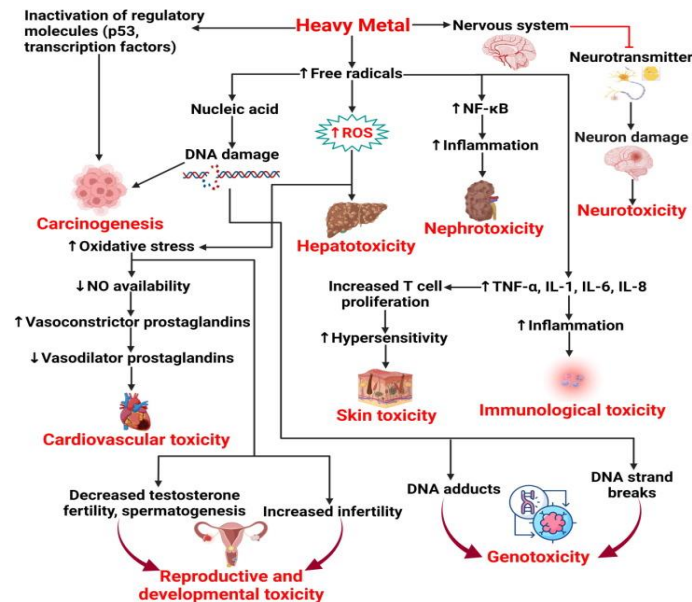 Inactivation of regulatory
molecules (p53,
transcription factors)
Heavy Metal
Nervous system
↑Free radicals
Neurotransmitter
Nucleic acid
↑ROS
↑NF-κB
DNA damage
↑Inflammation
Neuron damage
Carcinogenesis
Hepatotoxicity
Nephrotoxicity
Neurotoxicity
↑Oxidative stress
↓NO availability
Increased T cell
proliferation
↑TNF-α, IL-1, IL-6, IL-8
↑Vasoconstrictor prostaglandins
↑Hypersensitivity
↑Inflammation
↓Vasodilator prostaglandins
Skin toxicity
Immunological toxicity
Cardiovascular toxicity
Decreased testosterone
fertility, spermatogenesis
Increased infertility
DNA adducts
DNA strand
breaks
Genotoxicity
Reproductive and
developmental toxicity